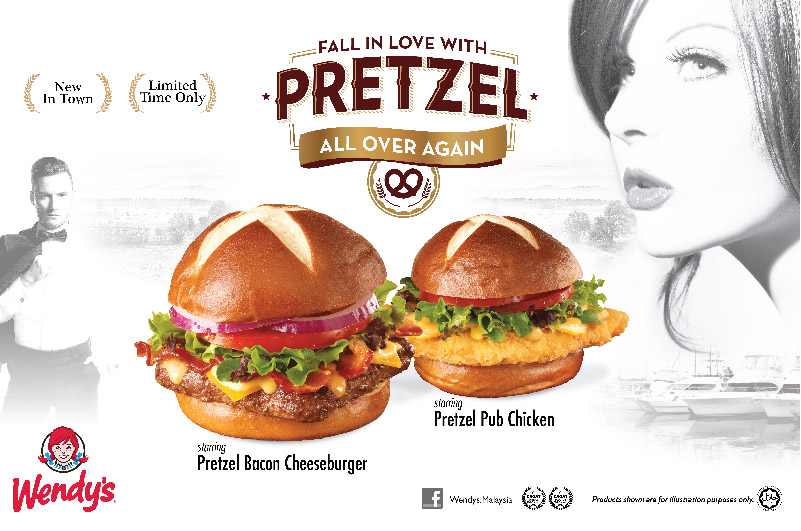 New
In Town
Limited
Time Only
FALL IN LOVE WITH
PRETZEL
ALL OVER AGAIN
starring
Pretzel Pub Chicken
starring
Pretzel Bacon Cheeseburger
Wendy's
f Wendys.Malaysia
Products shown are for illustration purposes only.